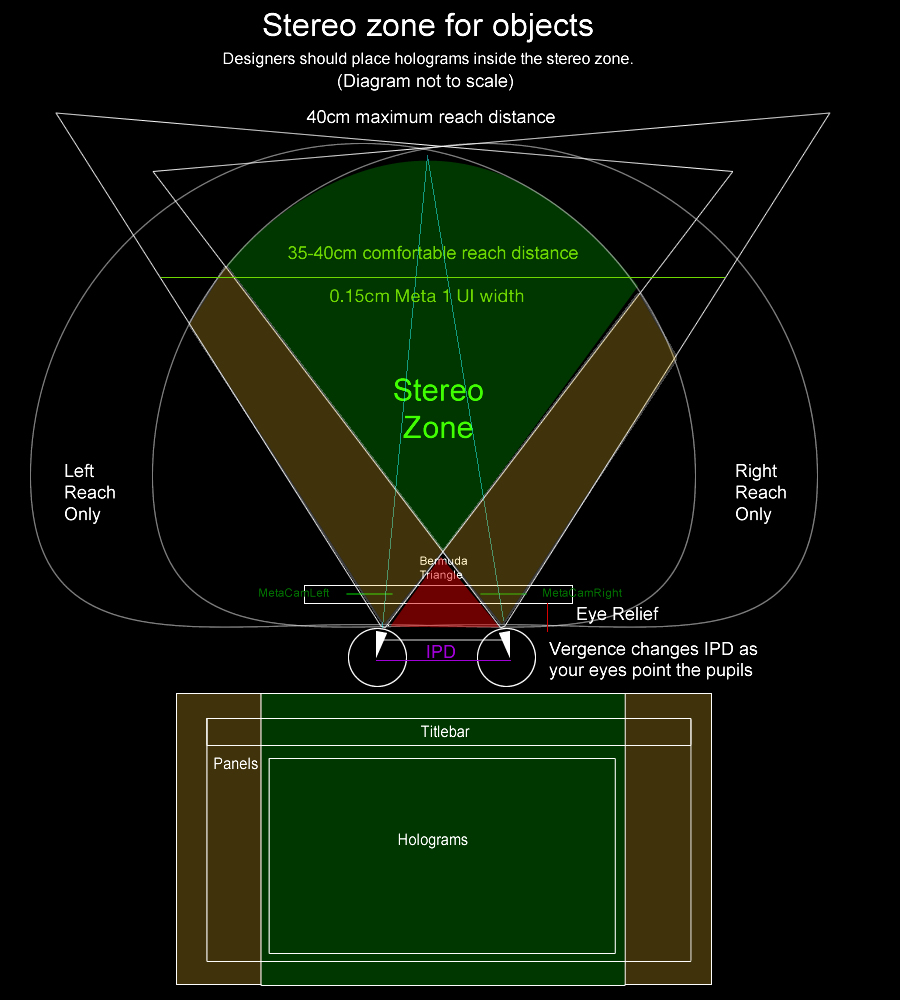 Stereo zone for objects
Designers should place holograms inside the stereo zone.
(Diagram not to scale)
40cm maximum reach distance
35-40cm comfortable reach distance
0.15cm Meta 1 UI width
Stereo
Zone
Left
Reach
Only
Right
Reach
Only
Bermuda
Triangle
MetaCamLeft
MetaCamRight
Eye Relief
IPD
Vergence changes IPD as
your eyes point the pupils
Titlebar
Panels
Holograms